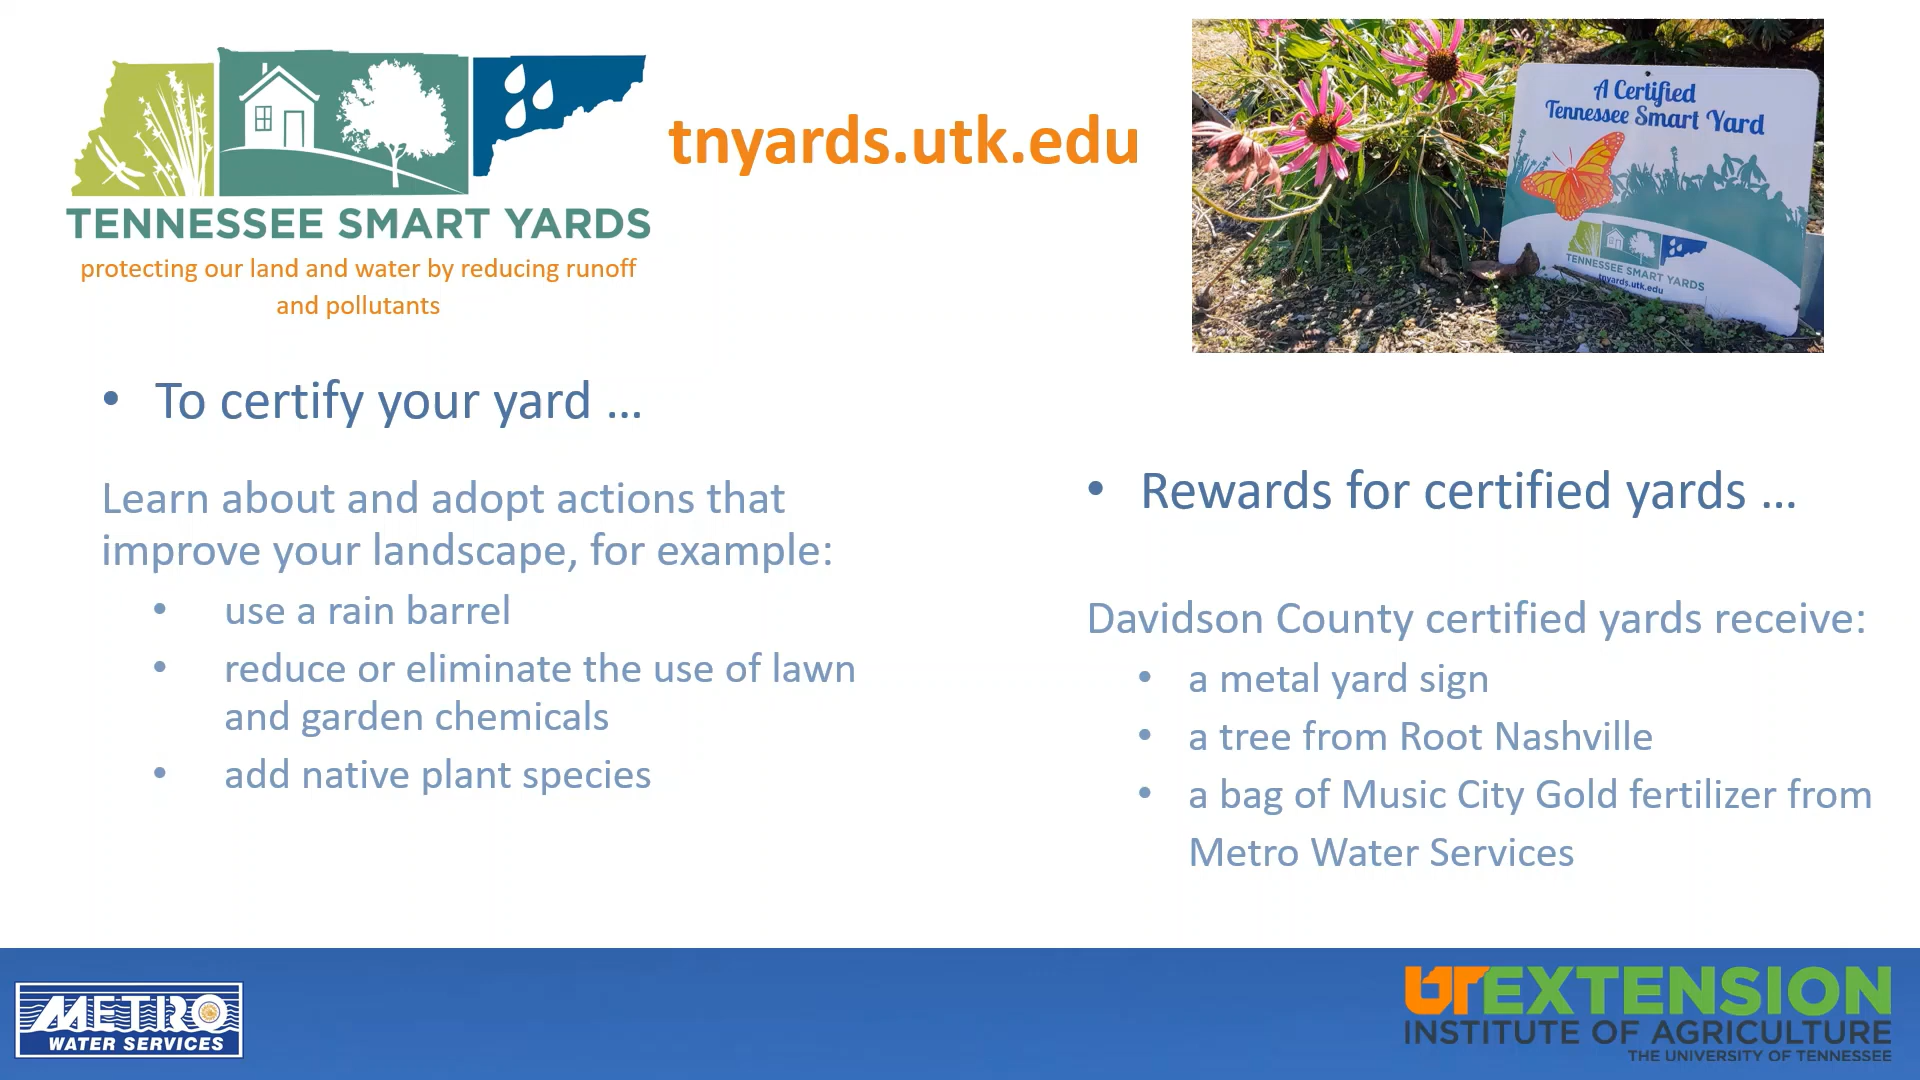 TENNESSEE SMART YARDS
protecting our land and water by reducing runoff
and pollutants
tnyards.utk.edu
A Certified
Tennessee Smart Yard
TENNESSEE SMART YARDS
tnyards.utk.edu
• To certify your yard ...
Learn about and adopt actions that
improve your landscape, for example:
• use a rain barrel
• reduce or eliminate the use of lawn
and garden chemicals
• add native plant species
• Rewards for certified yards ...
Davidson County certified yards receive:
• a metal yard sign
• a tree from Root Nashville
• a bag of Music City Gold fertilizer from
Metro Water Services
METRO
WATER SERVICES
UT EXTENSION
INSTITUTE OF AGRICULTURE
THE UNIVERSITY OF TENNESSEE